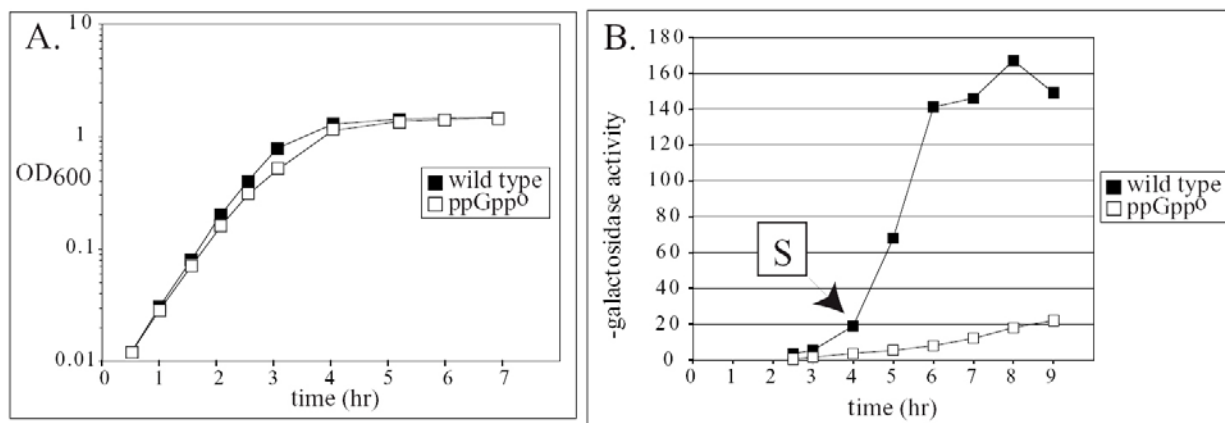 A.
10
1
OD600
0.1
0.01
0 1 2 3 4 5 6 7
time (hr)
wild type
ppGpp0
B.
180
160
140
120
100
80
60
40
20
0
-galactosidase activity
S
0 1 2 3 4 5 6 7 8 9
time (hr)
wild type
ppGpp0